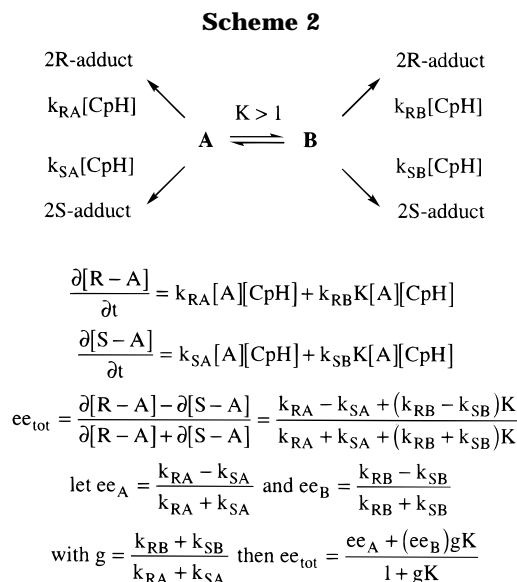 Scheme 2
2R-adduct 2R-adduct
k_RA[CpH] K > 1 k_RB[CpH]
A ⇌ B
k_SA[CpH] k_SB[CpH]
2S-adduct 2S-adduct
∂[R − A]/∂t = k_RA[A][CpH] + k_RBK[A][CpH]
∂[S − A]/∂t = k_SA[A][CpH] + k_SBK[A][CpH]
ee_tot = (∂[R − A] − ∂[S − A])/(∂[R − A] + ∂[S − A]) = (k_RA − k_SA + (k_RB − k_SB)K)/(k_RA + k_SA + (k_RB + k_SB)K)
let ee_A = (k_RA − k_SA)/(k_RA + k_SA) and ee_B = (k_RB − k_SB)/(k_RB + k_SB)
with g = (k_RB + k_SB)/(k_RA + k_SA) then ee_tot = (ee_A + (ee_B)gK)/(1 + gK)